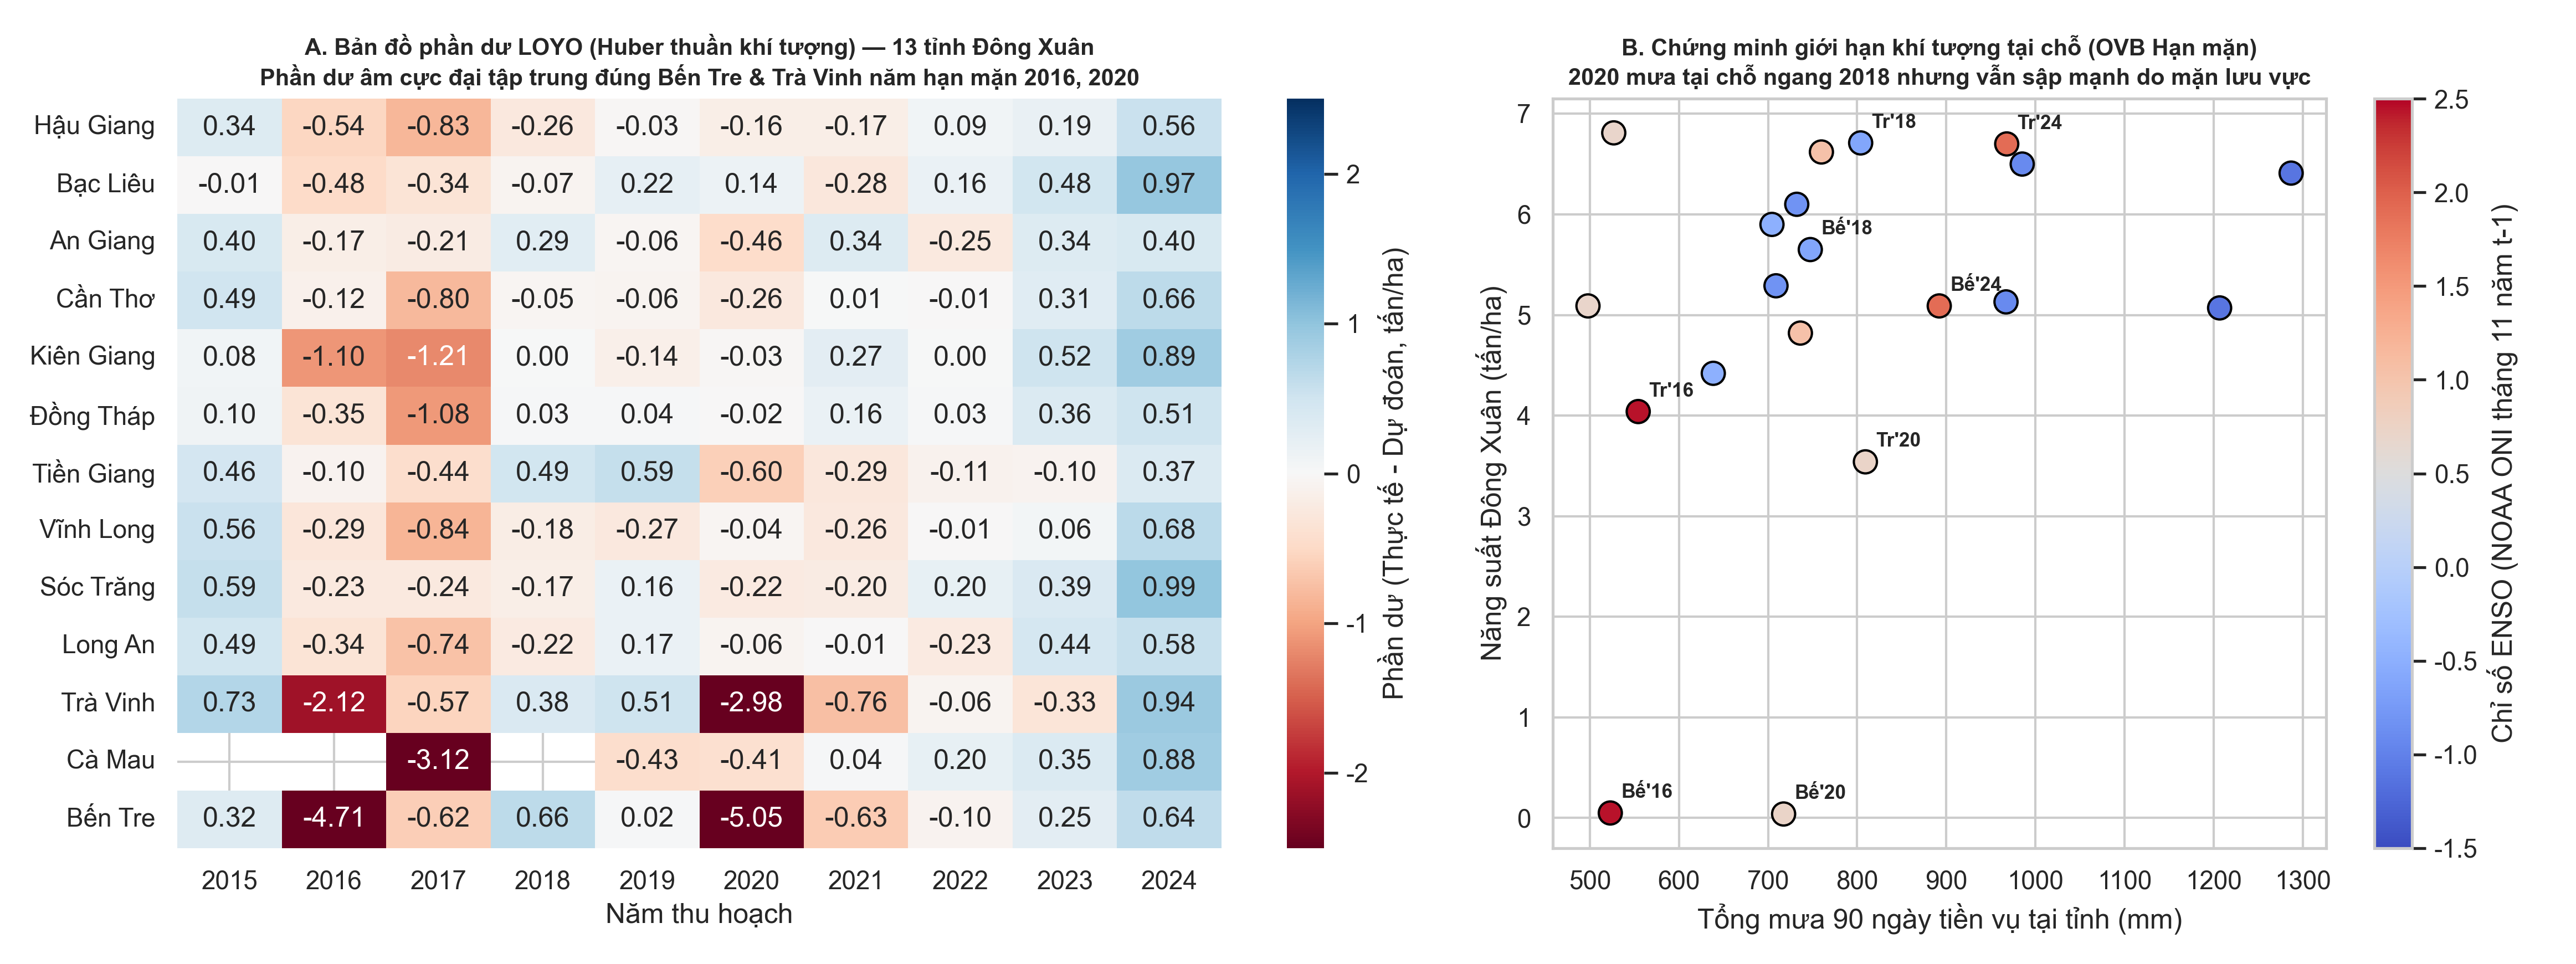 A. Bản đồ phần dư LOYO (Huber thuần khí tượng) — 13 tỉnh Đông Xuân
Phần dư âm cực đại tập trung đúng Bến Tre & Trà Vinh năm hạn mặn 2016, 2020
Hậu Giang 0.34 -0.54 -0.83 -0.26 -0.03 -0.16 -0.17 0.09 0.19 0.56
Bạc Liêu -0.01 -0.48 -0.34 -0.07 0.22 0.14 -0.28 0.16 0.48 0.97
An Giang 0.40 -0.17 -0.21 0.29 -0.06 -0.46 0.34 -0.25 0.34 0.40
Cần Thơ 0.49 -0.12 -0.80 -0.05 -0.06 -0.26 0.01 -0.01 0.31 0.66
Kiên Giang 0.08 -1.10 -1.21 0.00 -0.14 -0.03 0.27 0.00 0.52 0.89
Đồng Tháp 0.10 -0.35 -1.08 0.03 0.04 -0.02 0.16 0.03 0.36 0.51
Tiền Giang 0.46 -0.10 -0.44 0.49 0.59 -0.60 -0.29 -0.11 -0.10 0.37
Vĩnh Long 0.56 -0.29 -0.84 -0.18 -0.27 -0.04 -0.26 -0.01 0.06 0.68
Sóc Trăng 0.59 -0.23 -0.24 -0.17 0.16 -0.22 -0.20 0.20 0.39 0.99
Long An 0.49 -0.34 -0.74 -0.22 0.17 -0.06 -0.01 -0.23 0.44 0.58
Trà Vinh 0.73 -2.12 -0.57 0.38 0.51 -2.98 -0.76 -0.06 -0.33 0.94
Cà Mau -3.12 -0.43 -0.41 0.04 0.20 0.35 0.88
Bến Tre 0.32 -4.71 -0.62 0.66 0.02 -5.05 -0.63 -0.10 0.25 0.64
2015 2016 2017 2018 2019 2020 2021 2022 2023 2024
Năm thu hoạch
2
1
0
-1
-2
Phần dư (Thực tế - Dự đoán, tấn/ha)
B. Chứng minh giới hạn khí tượng tại chỗ (OVB Hạn mặn)
2020 mưa tại chỗ ngang 2018 nhưng vẫn sập mạnh do mặn lưu vực
Năng suất Đông Xuân (tấn/ha)
7
6
5
4
3
2
1
0
Tr'18
Tr'24
Bế'18
Bế'24
Tr'16
Tr'20
Bế'16
Bế'20
500 600 700 800 900 1000 1100 1200 1300
Tổng mưa 90 ngày tiền vụ tại tỉnh (mm)
2.5
2.0
1.5
1.0
0.5
0.0
-0.5
-1.0
-1.5
Chỉ số ENSO (NOAA ONI tháng 11 năm t-1)